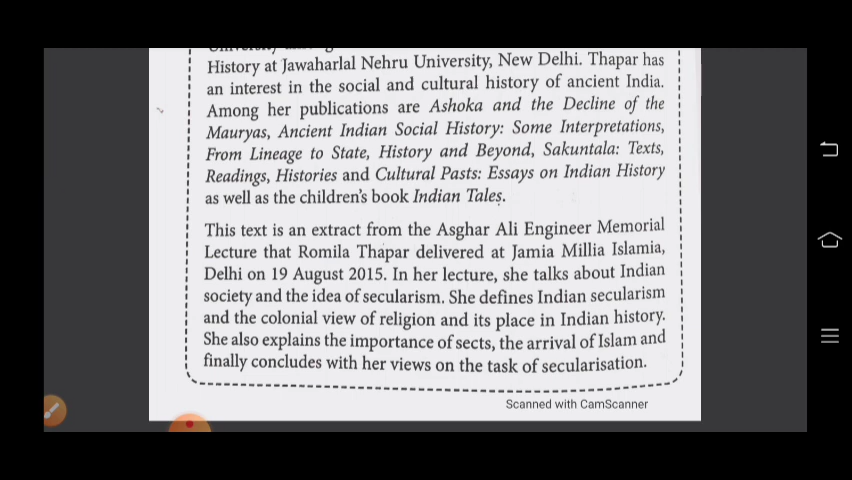 History at Jawaharlal Nehru University, New Delhi. Thapar has
an interest in the social and cultural history of ancient India.
Among her publications are Ashoka and the Decline of the
Mauryas, Ancient Indian Social History: Some Interpretations,
From Lineage to State, History and Beyond, Sakuntala: Texts,
Readings, Histories and Cultural Pasts: Essays on Indian History
as well as the children's book Indian Tales.
This text is an extract from the Asghar Ali Engineer Memorial
Lecture that Romila Thapar delivered at Jamia Millia Islamia,
Delhi on 19 August 2015. In her lecture, she talks about Indian
society and the idea of secularism. She defines Indian secularism
and the colonial view of religion and its place in Indian history.
She also explains the importance of sects, the arrival of Islam and
finally concludes with her views on the task of secularisation.
Scanned with CamScanner